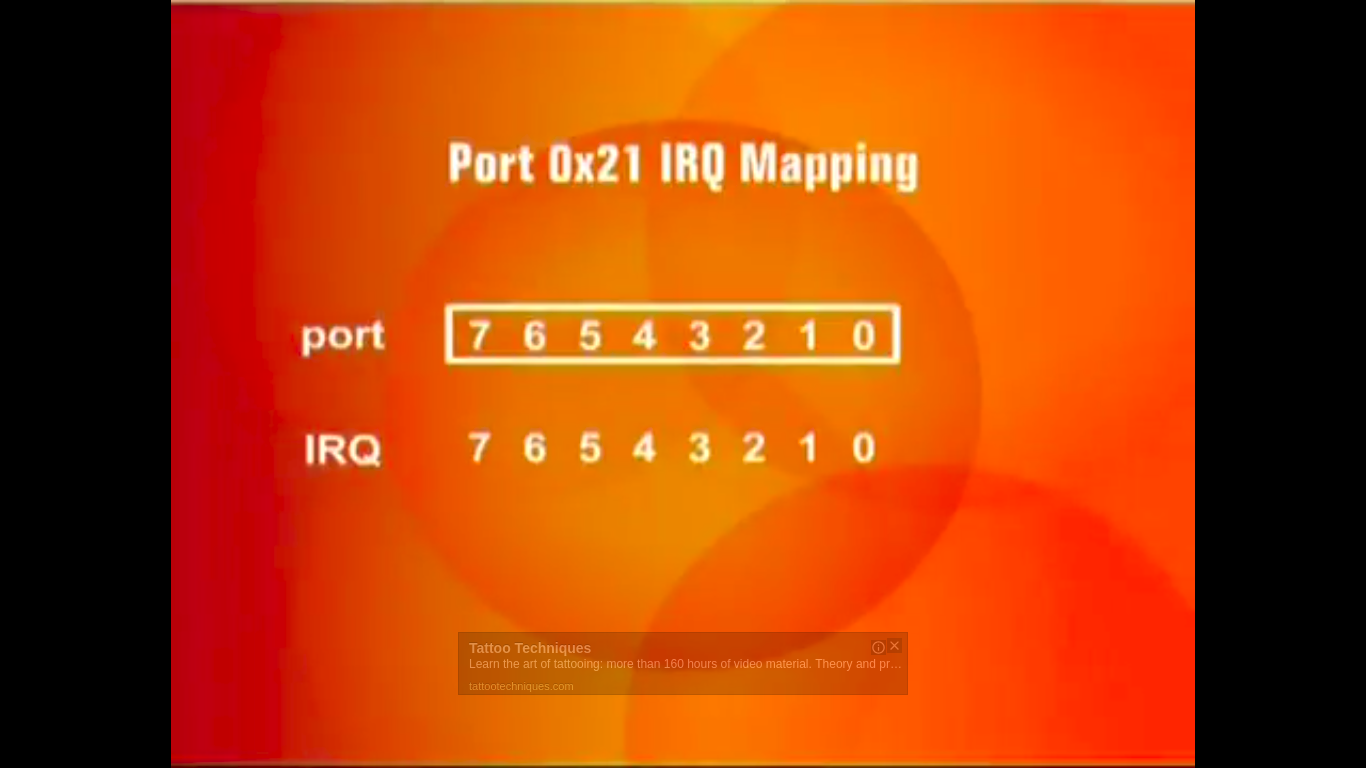 Port 0x21 IRQ Mapping
port 7 6 5 4 3 2 1 0
IRQ 7 6 5 4 3 2 1 0
Tattoo Techniques
Learn the art of tattooing: more than 160 hours of video material. Theory and pr...
tattootechniques.com